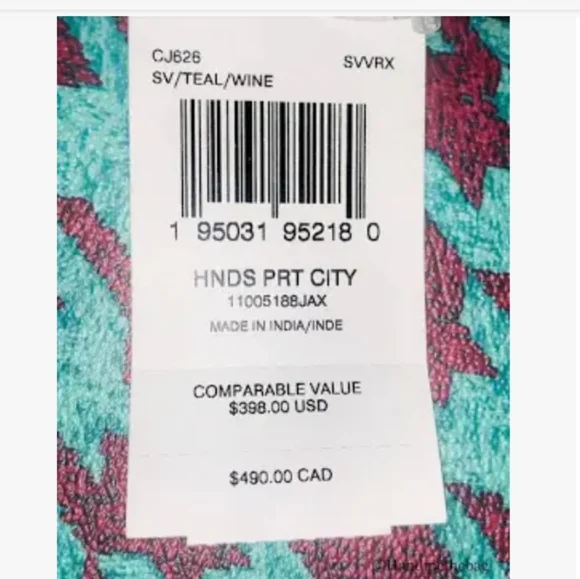 CJ626 SVVRX
SV/TEAL/WINE
1 95031 95218 0
HNDS PRT CITY
11005188JAX
MADE IN INDIA/INDE
COMPARABLE VALUE
$398.00 USD
$490.00 CAD